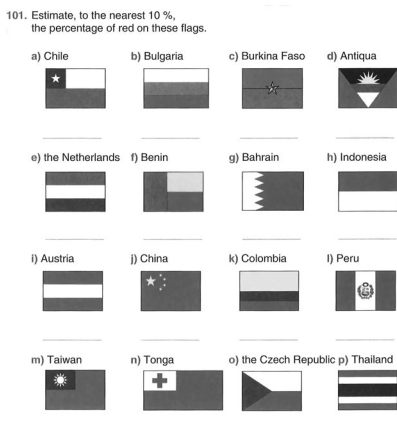 101. Estimate, to the nearest 10 %,
the percentage of red on these flags.
a) Chile b) Bulgaria c) Burkina Faso d) Antiqua
e) the Netherlands f) Benin g) Bahrain h) Indonesia
i) Austria j) China k) Colombia l) Peru
m) Taiwan n) Tonga o) the Czech Republic p) Thailand